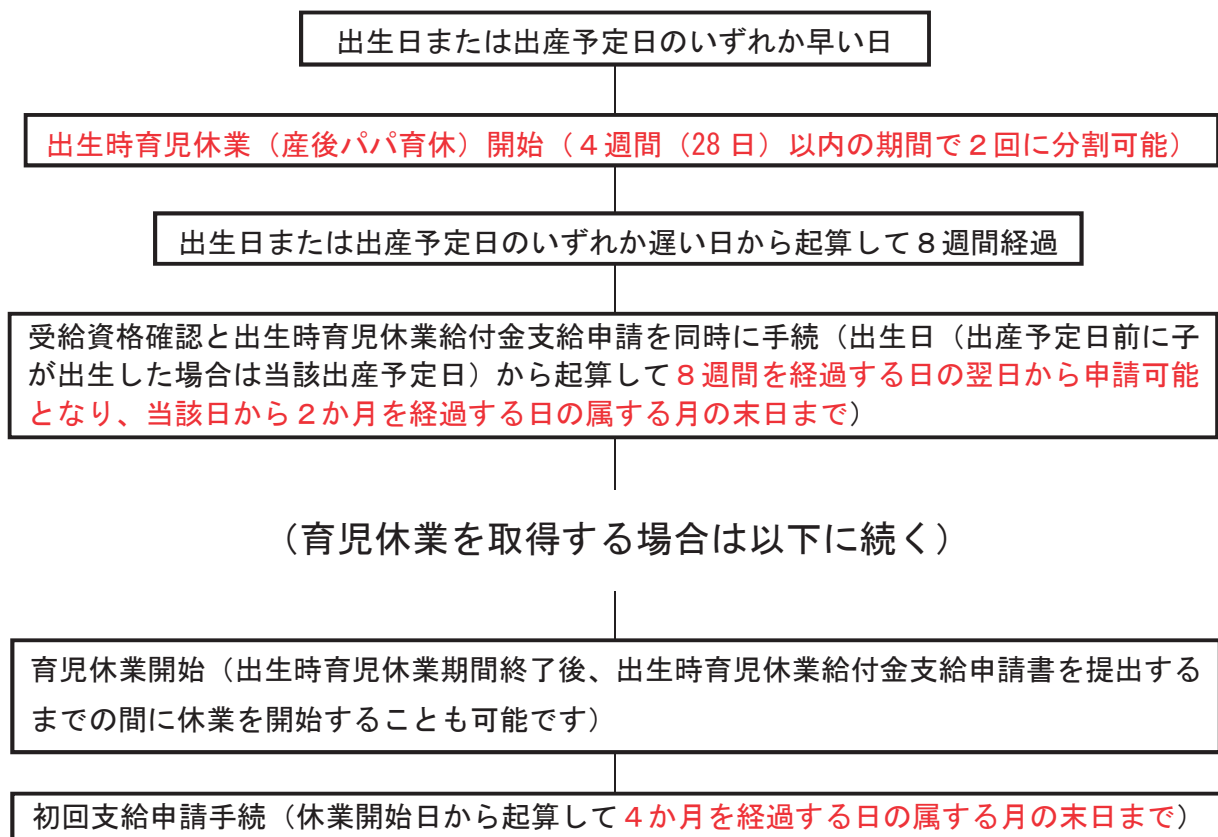 出生日または出産予定日のいずれか早い日
出生時育児休業（産後パパ育休）開始（４週間（28 日）以内の期間で２回に分割可能）
出生日または出産予定日のいずれか遅い日から起算して８週間経過
受給資格確認と出生時育児休業給付金支給申請を同時に手続（出生日（出産予定日前に子
が出生した場合は当該出産予定日）から起算して８週間を経過する日の翌日から申請可能
となり、当該日から２か月を経過する日の属する月の末日まで）
（育児休業を取得する場合は以下に続く）
育児休業開始（出生時育児休業期間終了後、出生時育児休業給付金支給申請書を提出する
までの間に休業を開始することも可能です）
初回支給申請手続（休業開始日から起算して４か月を経過する日の属する月の末日まで）